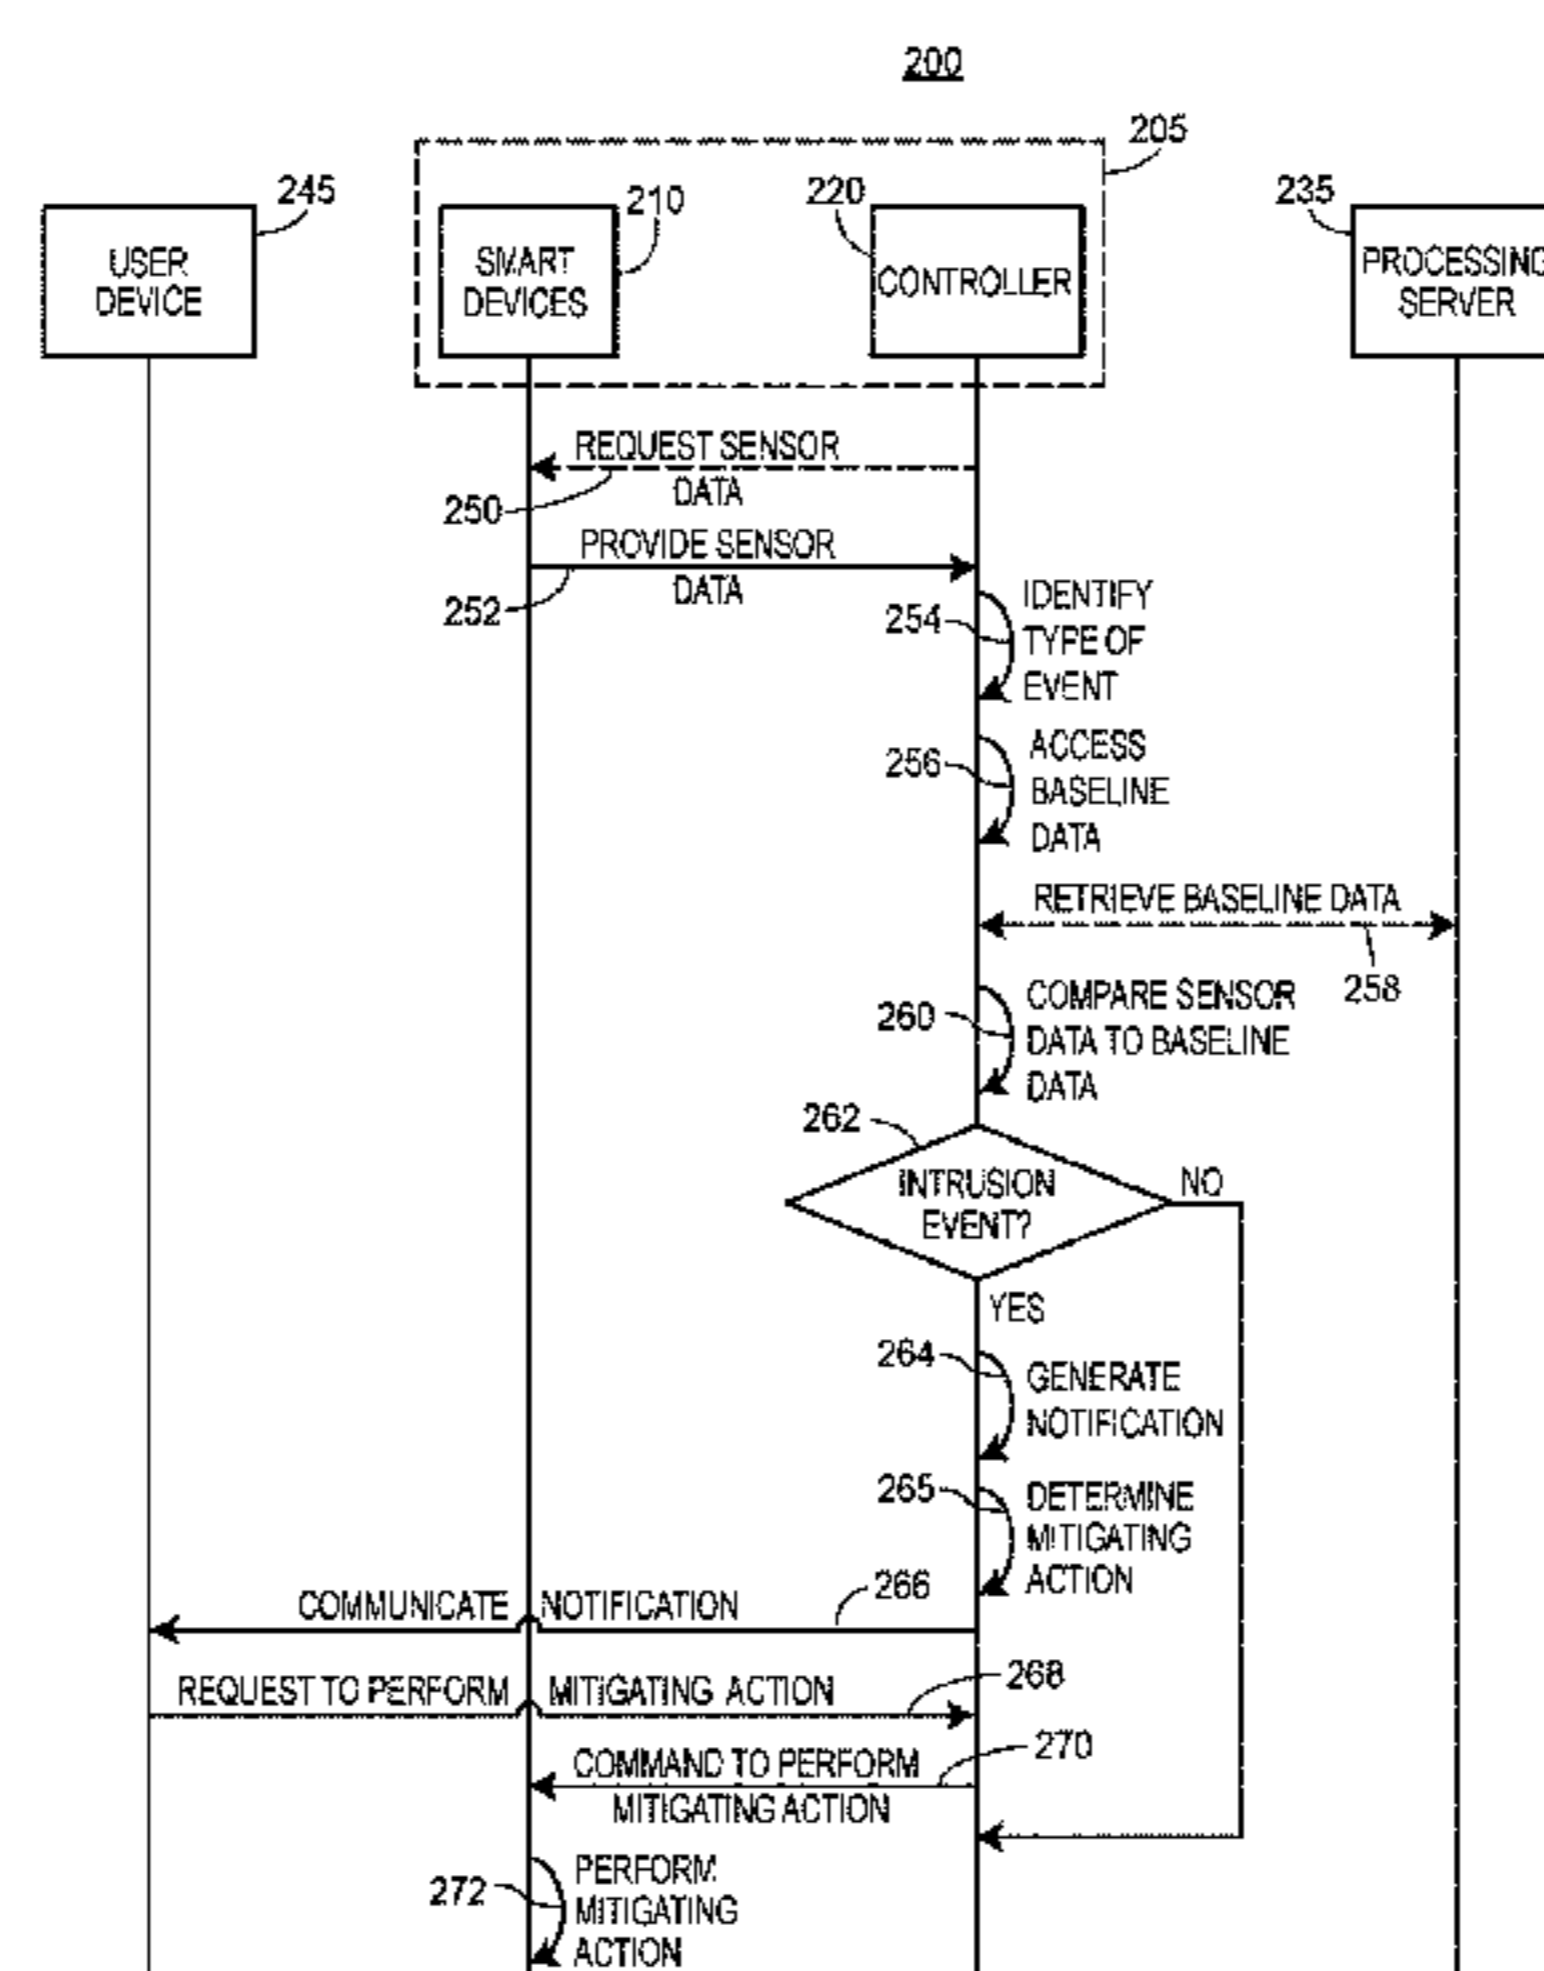 200
205
245
210
220
235
USER
DEVICE
SMART
DEVICES
CONTROLLER
PROCESSING
SERVER
REQUEST SENSOR
DATA
250
PROVIDE SENSOR
DATA
252
254
IDENTIFY
TYPE OF
EVENT
256
ACCESS
BASELINE
DATA
RETRIEVE BASELINE DATA
258
260
COMPARE SENSOR
DATA TO BASELINE
DATA
262
INTRUSION
EVENT?
NO
YES
264
GENERATE
NOTIFICATION
265
DETERMINE
MITIGATING
ACTION
266
COMMUNICATE NOTIFICATION
REQUEST TO PERFORM MITIGATING ACTION
268
COMMAND TO PERFORM
MITIGATING ACTION
270
272
PERFORM
MITIGATING
ACTION